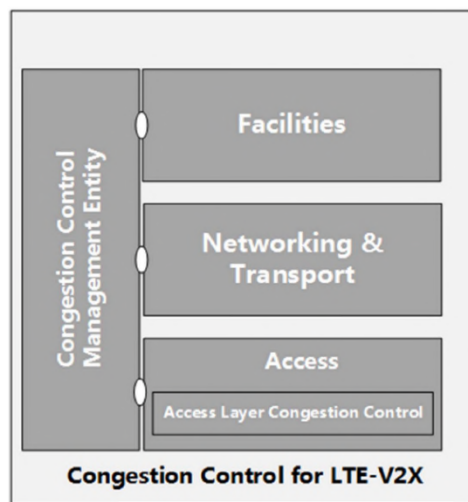 Congestion Control
Management Entity
Facilities
Networking &
Transport
Access
Access Layer Congestion Control
Congestion Control for LTE-V2X